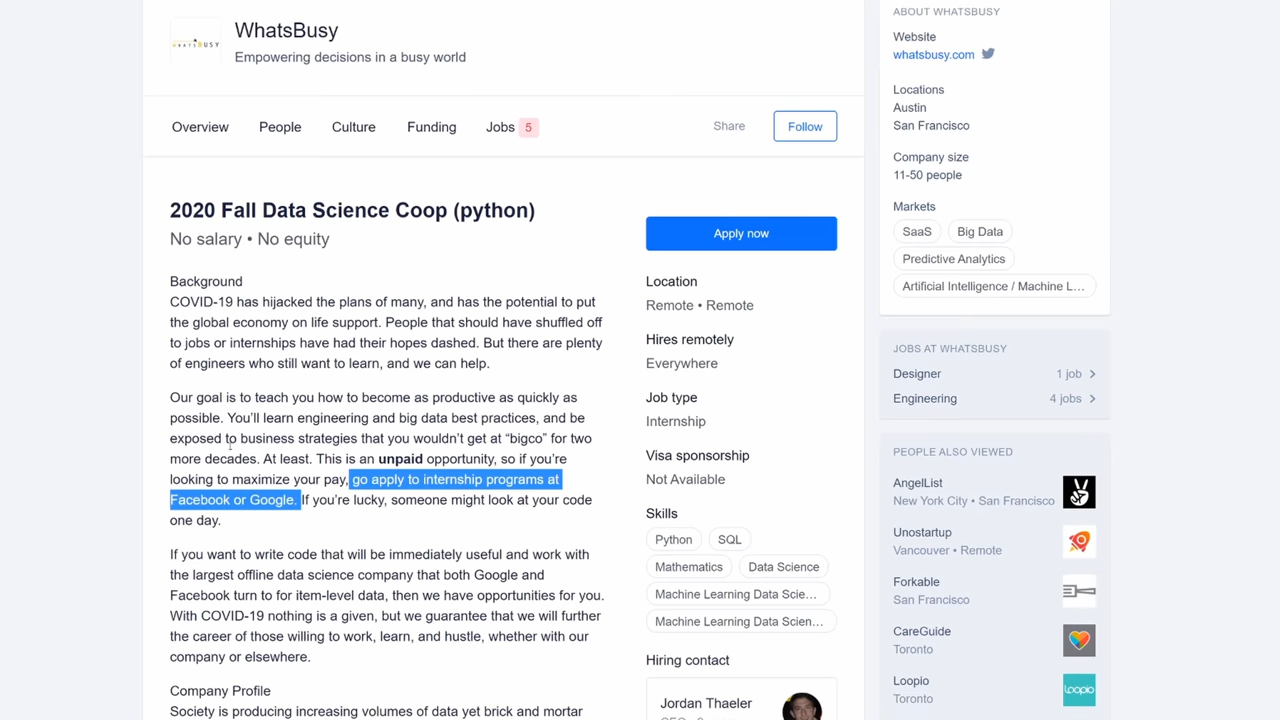 WHATSBUSY
WhatsBusy
Empowering decisions in a busy world
Overview
People
Culture
Funding
Jobs 5
Share
Follow
2020 Fall Data Science Coop (python)
No salary • No equity
Background
COVID-19 has hijacked the plans of many, and has the potential to put
the global economy on life support. People that should have shuffled off
to jobs or internships have had their hopes dashed. But there are plenty
of engineers who still want to learn, and we can help.
Our goal is to teach you how to become as productive as quickly as
possible. You’ll learn engineering and big data best practices, and be
exposed to business strategies that you wouldn’t get at “bigco” for two
more decades. At least. This is an unpaid opportunity, so if you’re
looking to maximize your pay, go apply to internship programs at
Facebook or Google. If you’re lucky, someone might look at your code
one day.
If you want to write code that will be immediately useful and work with
the largest offline data science company that both Google and
Facebook turn to for item-level data, then we have opportunities for you.
With COVID-19 nothing is a given, but we guarantee that we will further
the career of those willing to work, learn, and hustle, whether with our
company or elsewhere.
Company Profile
Society is producing increasing volumes of data yet brick and mortar
Apply now
Location
Remote • Remote
Hires remotely
Everywhere
Job type
Internship
Visa sponsorship
Not Available
Skills
Python
SQL
Mathematics
Data Science
Machine Learning Data Scie...
Machine Learning Data Scien...
Hiring contact
Jordan Thaeler
ABOUT WHATSBUSY
Website
whatsbusy.com
Locations
Austin
San Francisco
Company size
11-50 people
Markets
SaaS
Big Data
Predictive Analytics
Artificial Intelligence / Machine L...
JOBS AT WHATSBUSY
Designer 1 job
Engineering 4 jobs
PEOPLE ALSO VIEWED
AngelList
New York City • San Francisco
Unostartup
Vancouver • Remote
Forkable
San Francisco
CareGuide
Toronto
Loopio
Toronto
loopio